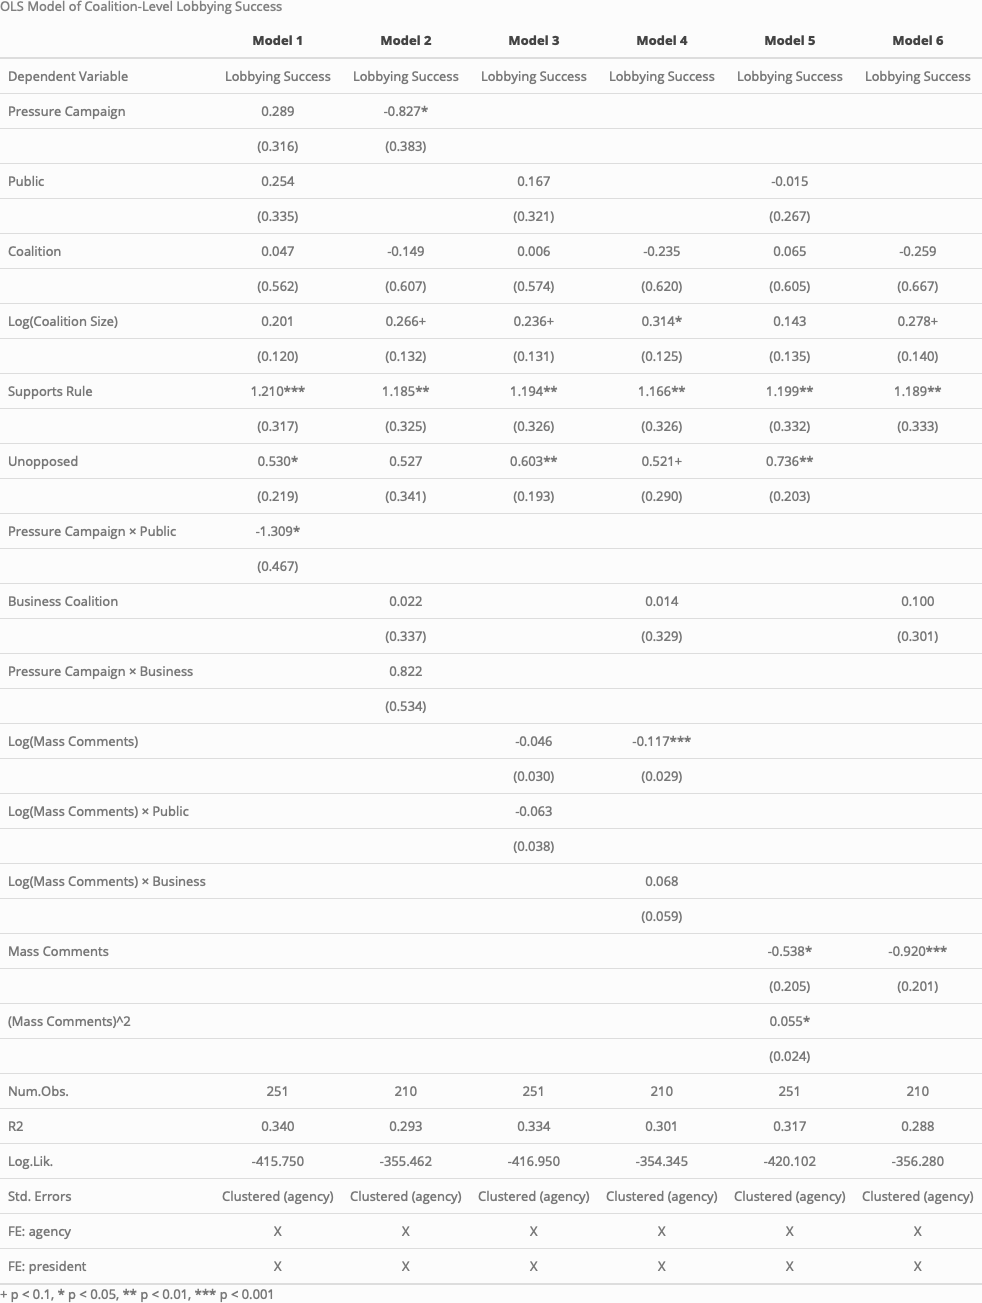 OLS Model of Coalition-Level Lobbying Success
Model 1 Model 2 Model 3 Model 4 Model 5 Model 6
Dependent Variable Lobbying Success Lobbying Success Lobbying Success Lobbying Success Lobbying Success Lobbying Success
Pressure Campaign 0.289 -0.827*
(0.316) (0.383)
Public 0.254 0.167 -0.015
(0.335) (0.321) (0.267)
Coalition 0.047 -0.149 0.006 -0.235 0.065 -0.259
(0.562) (0.607) (0.574) (0.620) (0.605) (0.667)
Log(Coalition Size) 0.201 0.266+ 0.236+ 0.314* 0.143 0.278+
(0.120) (0.132) (0.131) (0.125) (0.135) (0.140)
Supports Rule 1.210*** 1.185** 1.194** 1.166** 1.199** 1.189**
(0.317) (0.325) (0.326) (0.326) (0.332) (0.333)
Unopposed 0.530* 0.527 0.603** 0.521+ 0.736**
(0.219) (0.341) (0.193) (0.290) (0.203)
Pressure Campaign × Public -1.309*
(0.467)
Business Coalition 0.022 0.014 0.100
(0.337) (0.329) (0.301)
Pressure Campaign × Business 0.822
(0.534)
Log(Mass Comments) -0.046 -0.117***
(0.030) (0.029)
Log(Mass Comments) × Public -0.063
(0.038)
Log(Mass Comments) × Business 0.068
(0.059)
Mass Comments -0.538* -0.920***
(0.205) (0.201)
(Mass Comments)^2 0.055*
(0.024)
Num.Obs. 251 210 251 210 251 210
R2 0.340 0.293 0.334 0.301 0.317 0.288
Log.Lik. -415.750 -355.462 -416.950 -354.345 -420.102 -356.280
Std. Errors Clustered (agency) Clustered (agency) Clustered (agency) Clustered (agency) Clustered (agency) Clustered (agency)
FE: agency X X X X X X
FE: president X X X X X X
+ p < 0.1, * p < 0.05, ** p < 0.01, *** p < 0.001